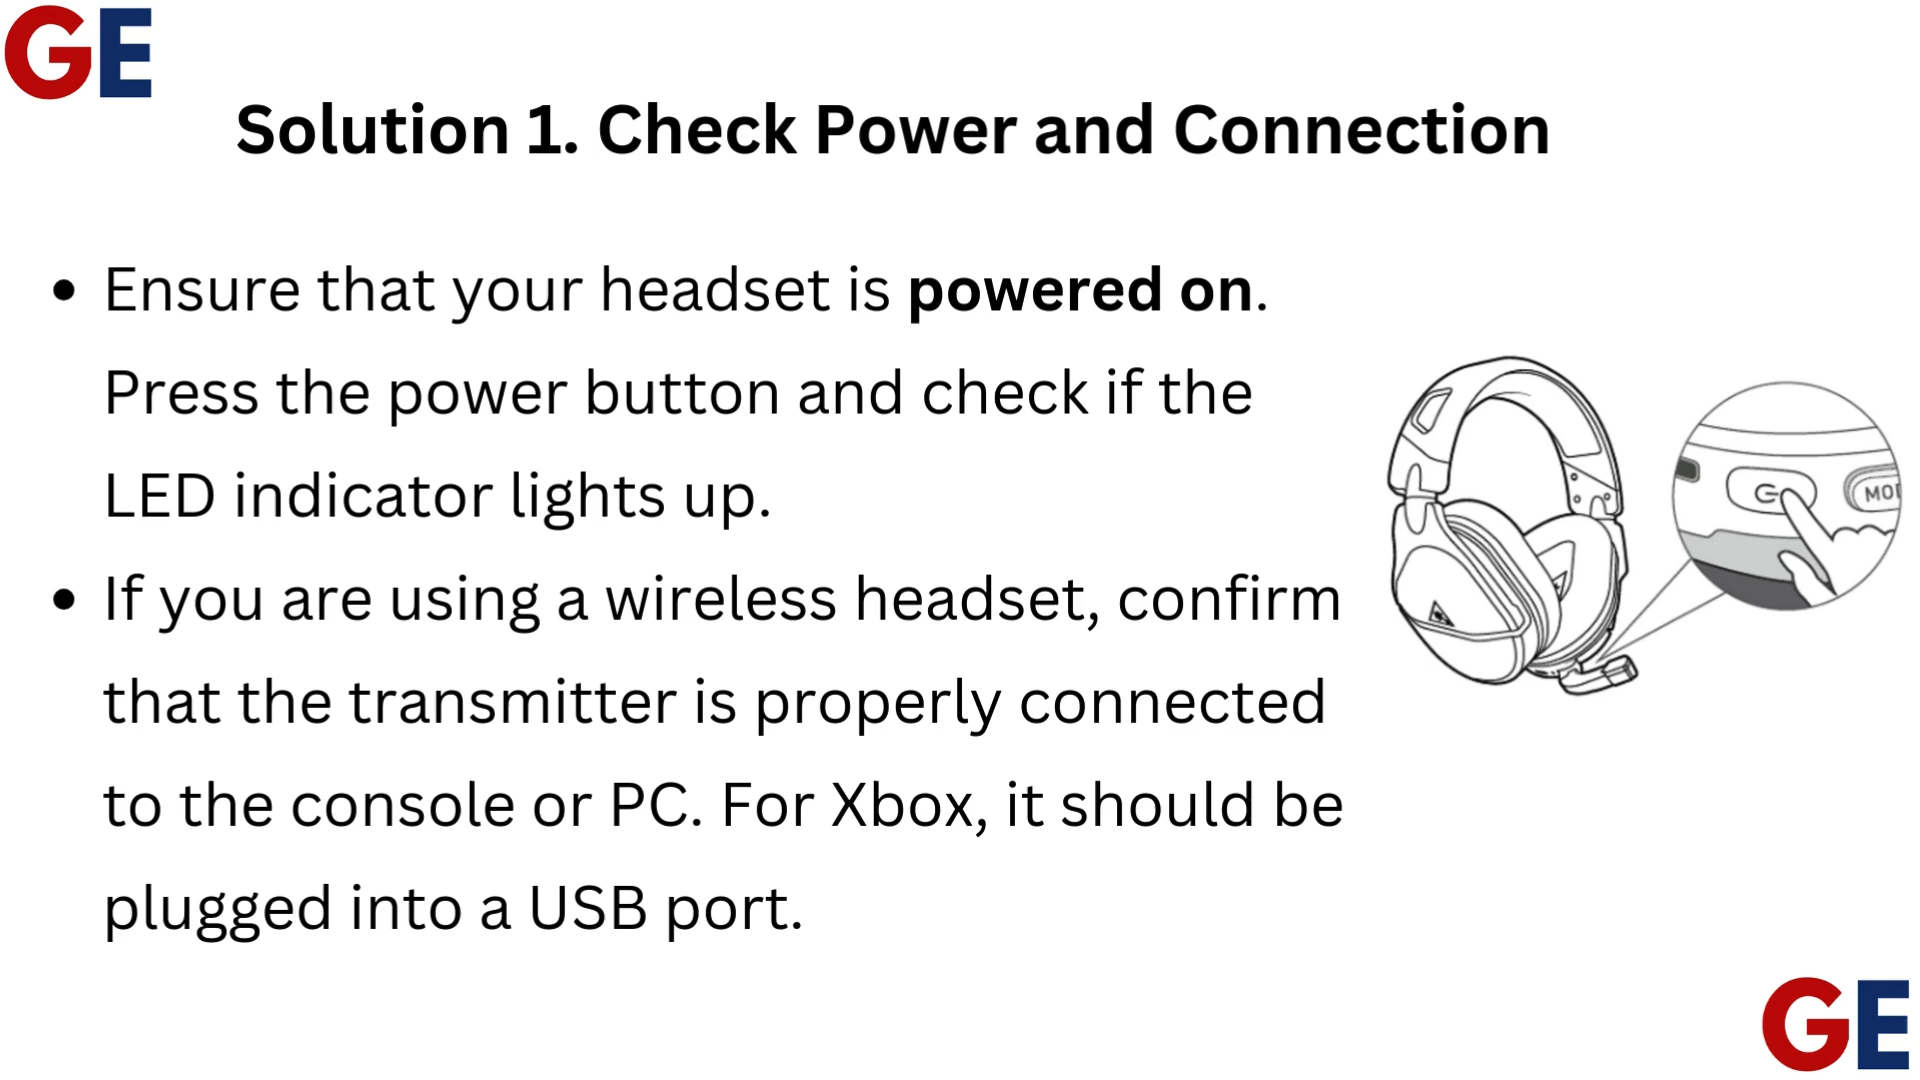 GE
Solution 1. Check Power and Connection
• Ensure that your headset is powered on.
Press the power button and check if the
LED indicator lights up.
• If you are using a wireless headset, confirm
that the transmitter is properly connected
to the console or PC. For Xbox, it should be
plugged into a USB port.
MO
GE